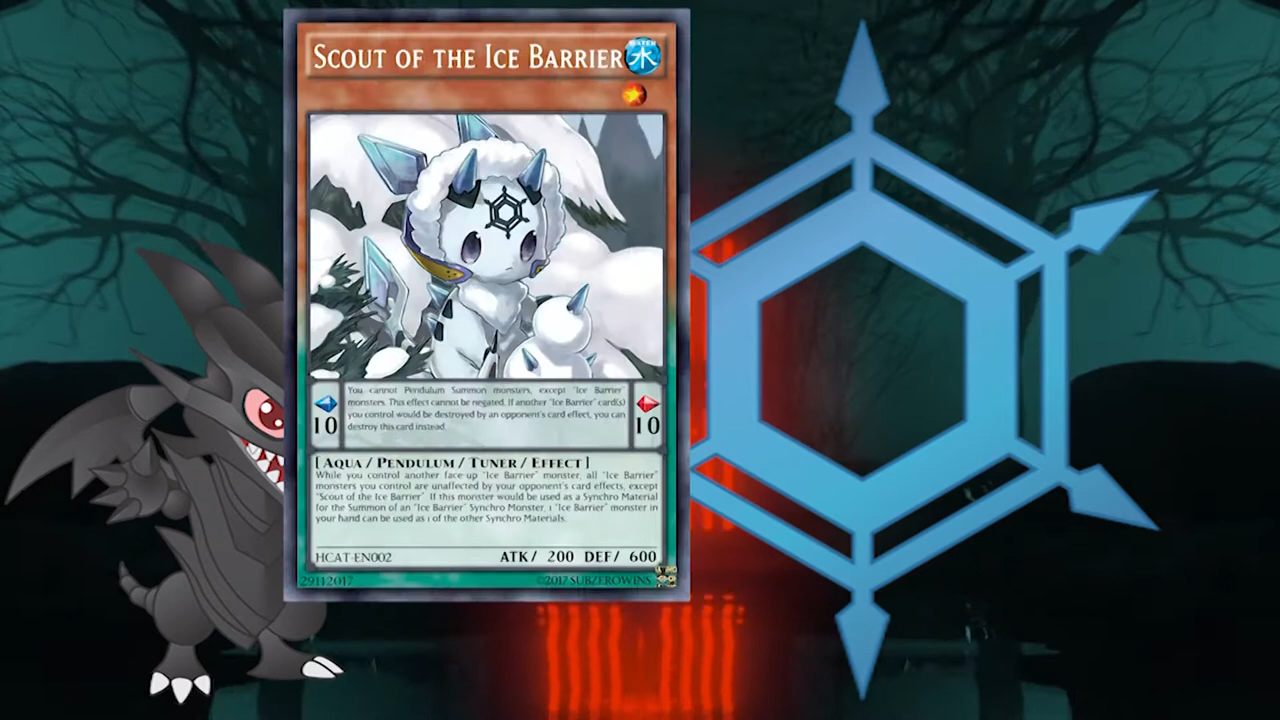 SCOUT OF THE ICE BARRIER
水
You cannot Pendulum Summon monsters, except "Ice Barrier"
monsters. This effect cannot be negated. If another "Ice Barrier" card(s)
you control would be destroyed by an opponent's card effect, you can
destroy this card instead.
10
10
[ AQUA / PENDULUM / TUNER / EFFECT ]
While you control another face-up "Ice Barrier" monster, all "Ice Barrier"
monsters you control are unaffected by your opponent's card effects, except
"Scout of the Ice Barrier". If this monster would be used as a Synchro Material
for the Summon of an "Ice Barrier" Synchro Monster, 1 "Ice Barrier" monster in
your hand can be used as 1 of the other Synchro Materials.
HCAT-EN002
ATK/ 200 DEF/ 600
29112017
©2017 SUBZEROWINS